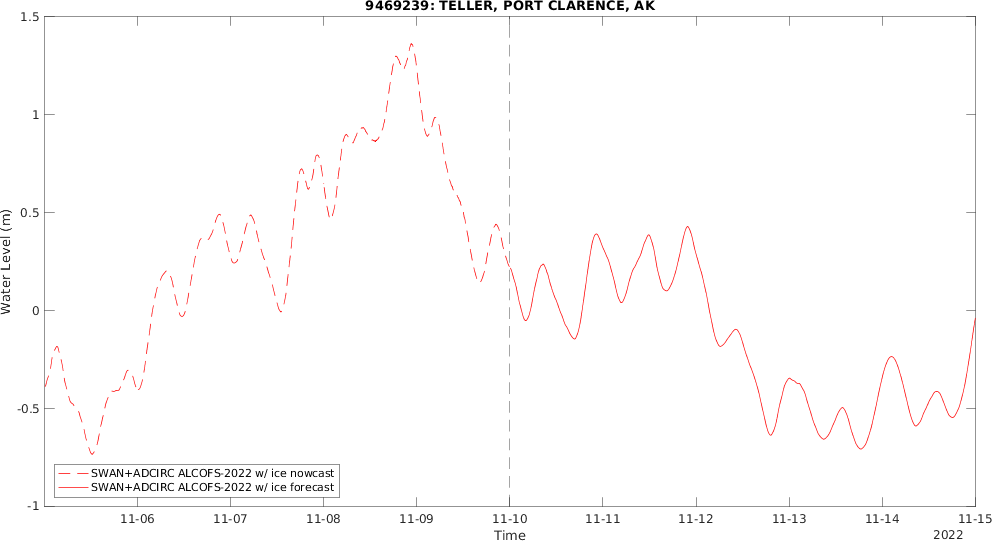 9469239: TELLER, PORT CLARENCE, AK
1.5
1
0.5
0
-0.5
-1
Water Level (m)
SWAN+ADCIRC ALCOFS-2022 w/ ice nowcast
SWAN+ADCIRC ALCOFS-2022 w/ ice forecast
11-06 11-07 11-08 11-09 11-10 11-11 11-12 11-13 11-14 11-15
Time
2022